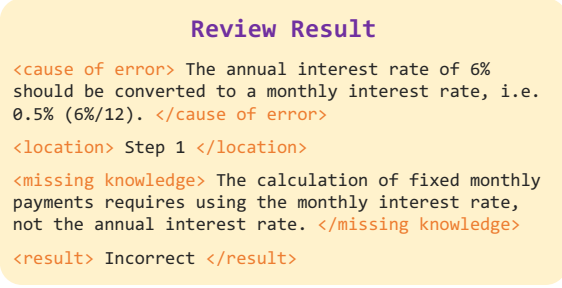 Review Result
<cause of error> The annual interest rate of 6%
should be converted to a monthly interest rate, i.e.
0.5% (6%/12). </cause of error>
<location> Step 1 </location>
<missing knowledge> The calculation of fixed monthly
payments requires using the monthly interest rate,
not the annual interest rate. </missing knowledge>
<result> Incorrect </result>